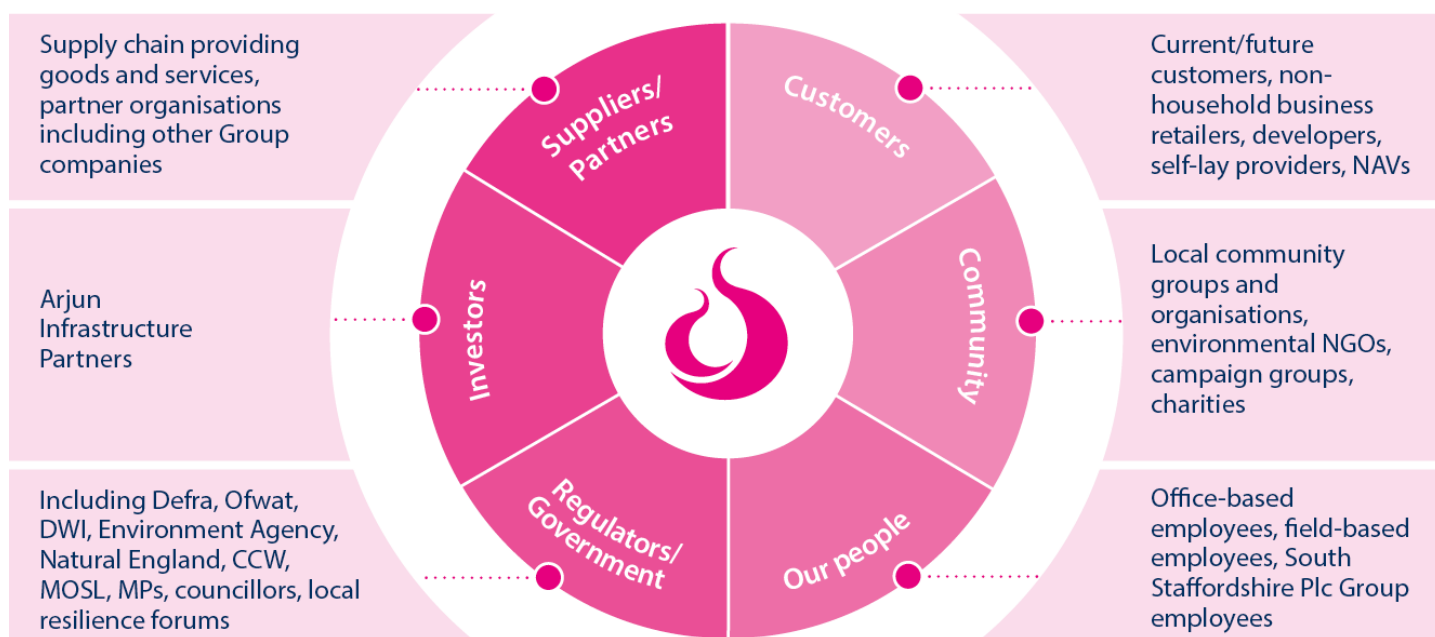 Supply chain providing
goods and services,
partner organisations
including other Group
companies
Suppliers/
Partners
Customers
Current/future
customers, non-
household business
retailers, developers,
self-lay providers, NAVs
Arjun
Infrastructure
Partners
Investors
Community
Local community
groups and
organisations,
environmental NGOs,
campaign groups,
charities
Including Defra, Ofwat,
DWI, Environment Agency,
Natural England, CCW,
MOSL, MPs, councillors, local
resilience forums
Regulators/
Government
Our people
Office-based
employees, field-based
employees, South
Staffordshire Plc Group
employees